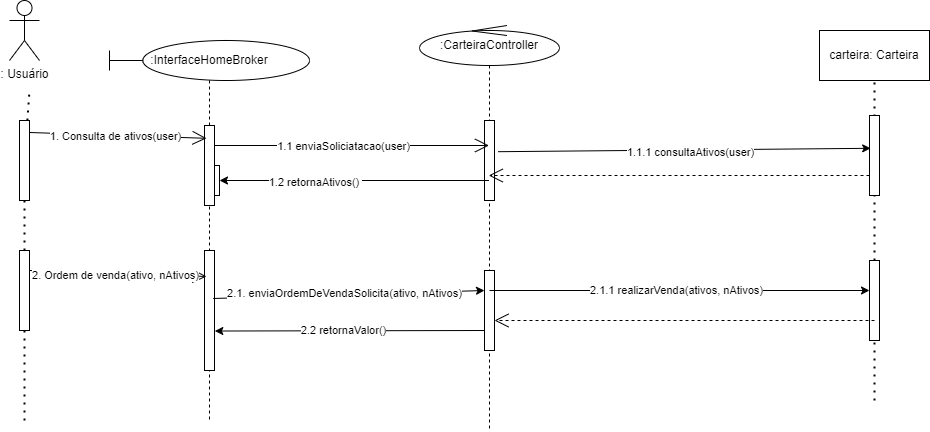 : Usuário
:InterfaceHomeBroker
:CarteiraController
carteira: Carteira
1. Consulta de ativos(user)
1.1 enviaSoliciatacao(user)
1.1.1 consultaAtivos(user)
1.2 retornaAtivos()
2. Ordem de venda(ativo, nAtivos)
2.1. enviaOrdemDeVendaSolicita(ativo, nAtivos)
2.1.1 realizarVenda(ativos, nAtivos)
2.2 retornaValor()